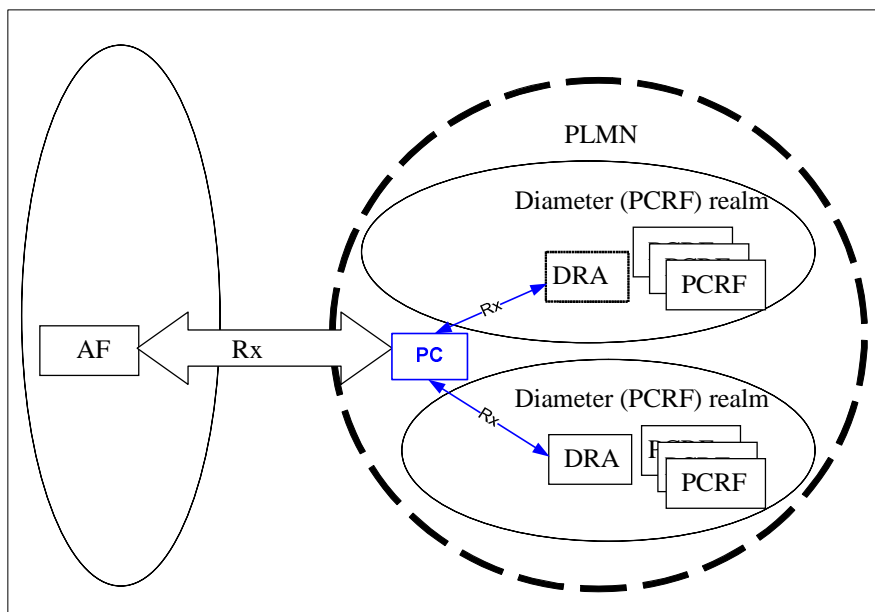 PLMN
Diameter (PCRF) realm
DRA
PCRF
Rx
AF
Rx
PC
Diameter (PCRF) realm
Rx
DRA
PCRF